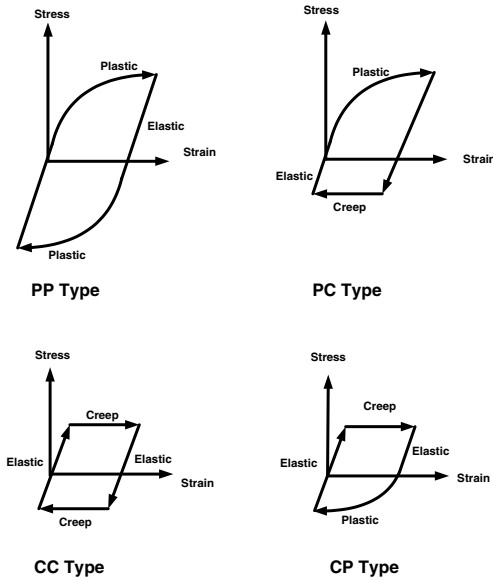 Stress
Plastic
Elastic
Strain
Plastic
PP Type
Stress
Plastic
Strain
Elastic
Creep
PC Type
Stress
Creep
Elastic
Elastic
Strain
Creep
CC Type
Stress
Creep
Elastic
Elastic
Strain
Plastic
CP Type